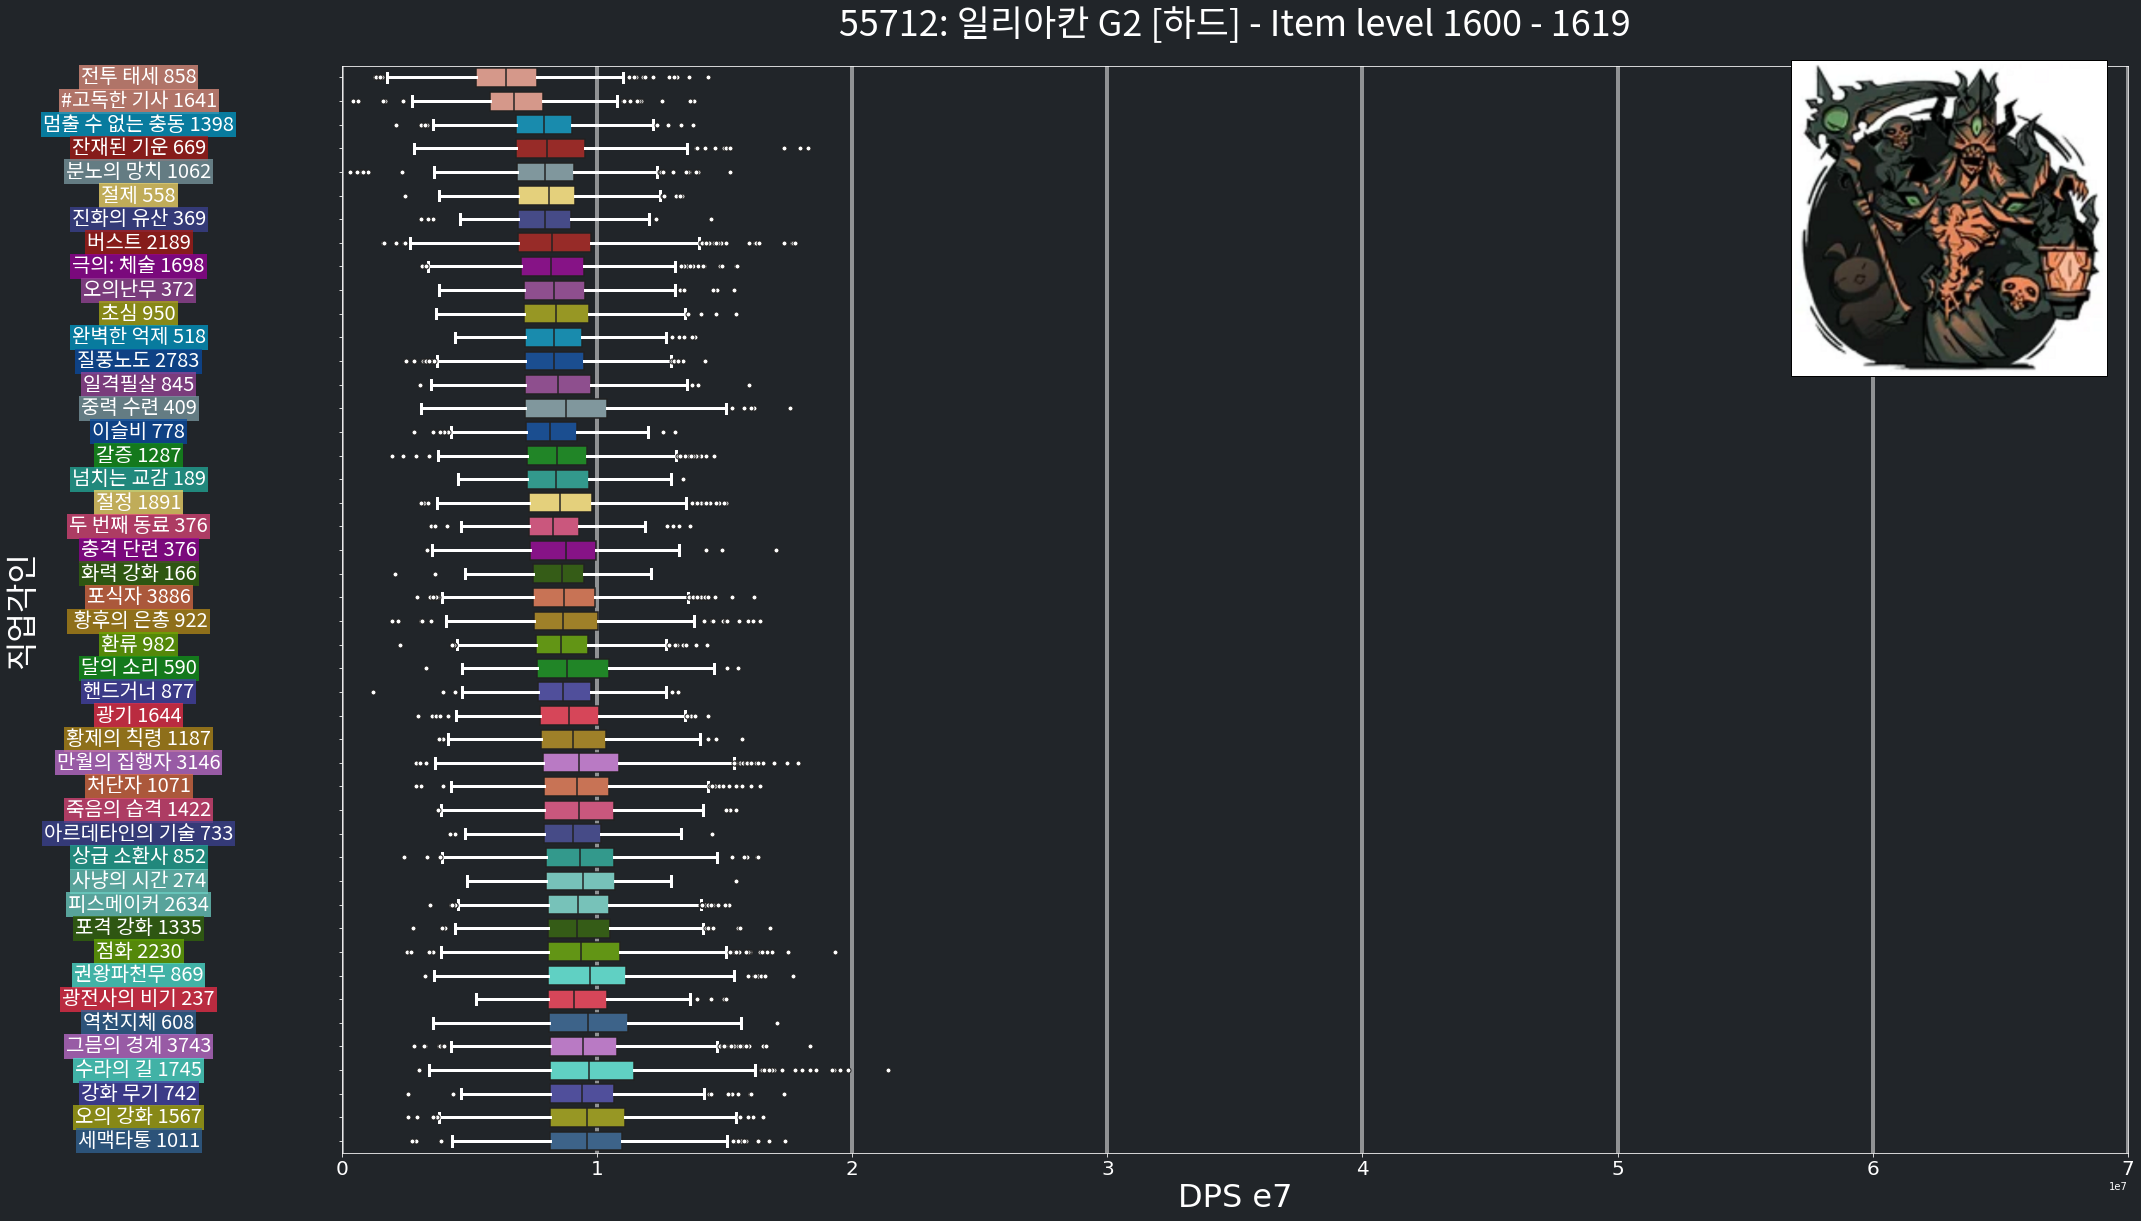 55712: 일리아칸 G2 [하드] - Item level 1600 - 1619
직업각인
전투 태세 858
#고독한 기사 1641
멈출 수 없는 충동 1398
잔재된 기운 669
분노의 망치 1062
절제 558
진화의 유산 369
버스트 2189
극의: 체술 1698
오의난무 372
초심 950
완벽한 억제 518
질풍노도 2783
일격필살 845
중력 수련 409
이슬비 778
갈증 1287
넘치는 교감 189
절정 1891
두 번째 동료 376
충격 단련 376
화력 강화 166
포식자 3886
황후의 은총 922
환류 982
달의 소리 590
핸드거너 877
광기 1644
황제의 칙령 1187
만월의 집행자 3146
처단자 1071
죽음의 습격 1422
아르데타인의 기술 733
상급 소환사 852
사냥의 시간 274
피스메이커 2634
포격 강화 1335
점화 2230
권왕파천무 869
광전사의 비기 237
역천지체 608
그믐의 경계 3743
수라의 길 1745
강화 무기 742
오의 강화 1567
세맥타통 1011
0 1 2 3 4 5 6 7
DPS e7
1e7